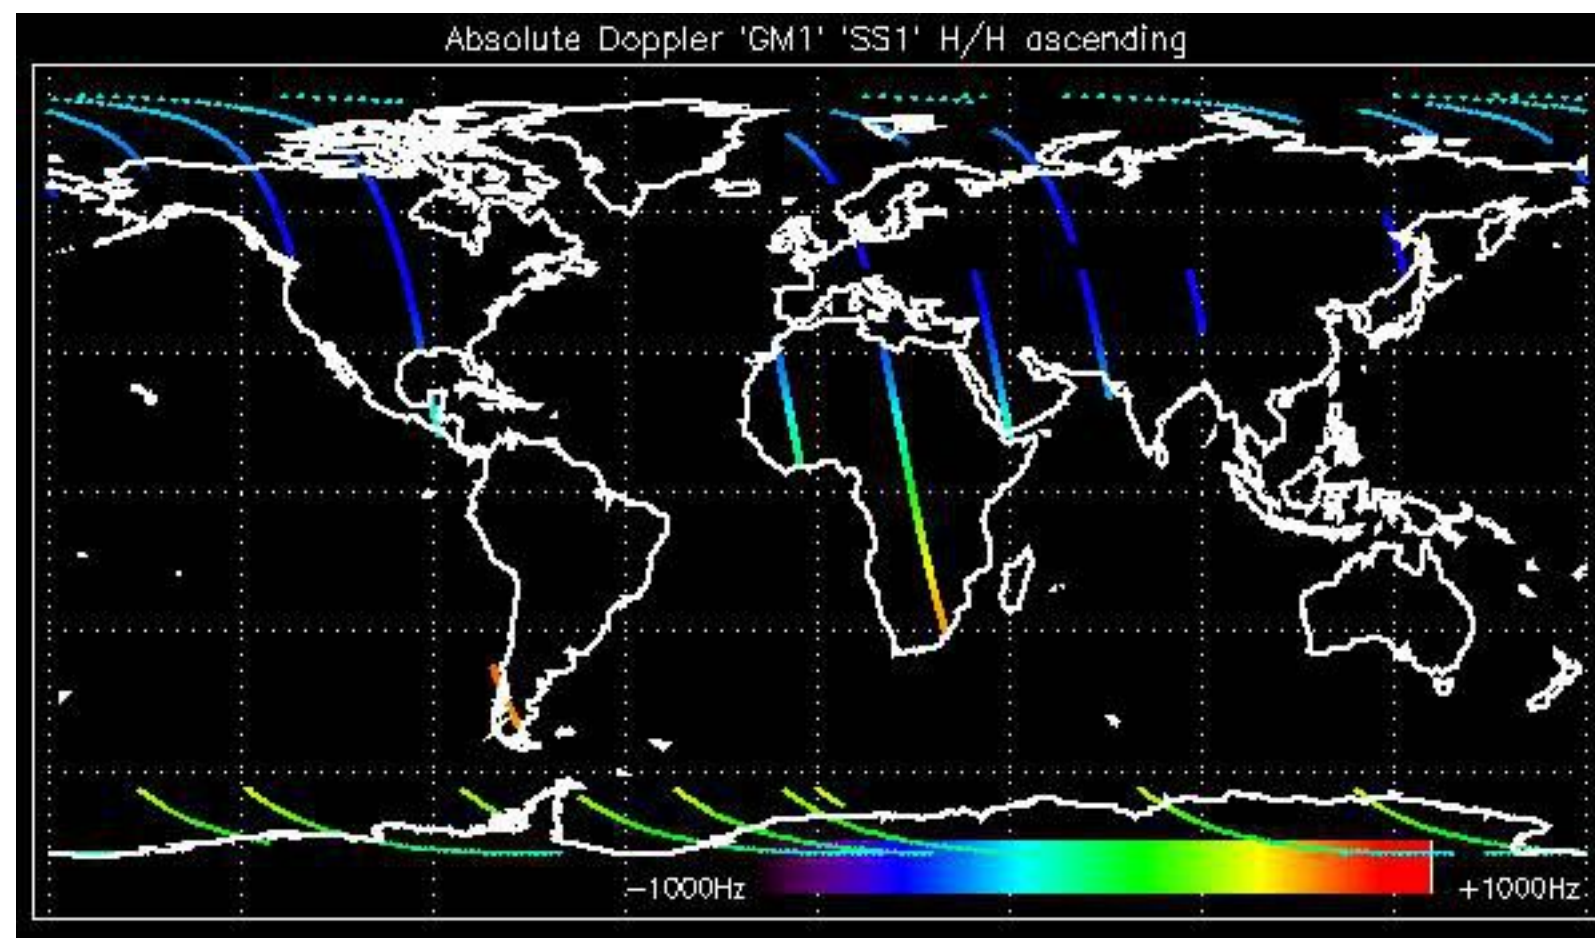 Absolute Doppler 'GM1' 'SS1' H/H ascending
-1000Hz
+1000Hz